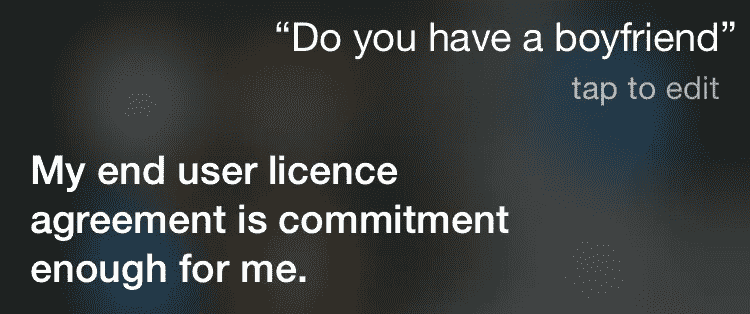 “Do you have a boyfriend”
tap to edit
My end user licence
agreement is commitment
enough for me.